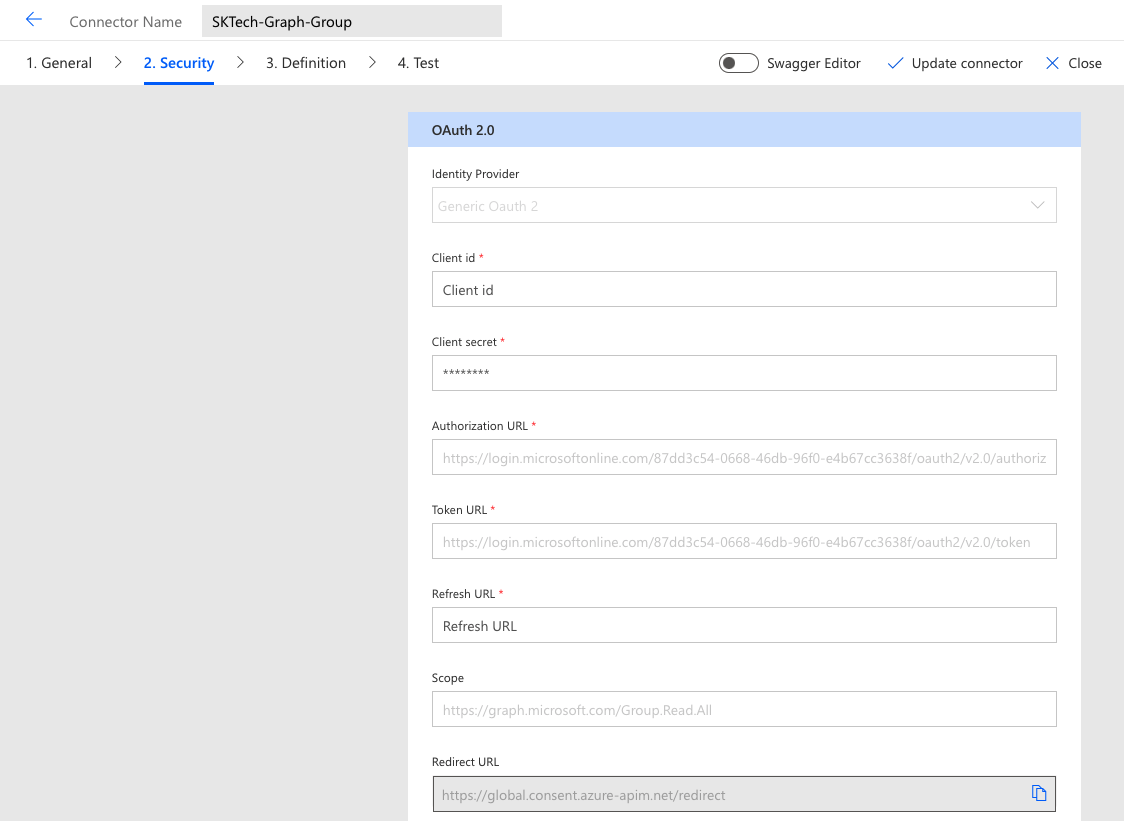 Connector Name SKTech-Graph-Group
1. General 2. Security 3. Definition 4. Test Swagger Editor Update connector Close
OAuth 2.0
Identity Provider
Generic Oauth 2
Client id *
Client id
Client secret *
********
Authorization URL *
https://login.microsoftonline.com/87dd3c54-0668-46db-96f0-e4b67cc3638f/oauth2/v2.0/authoriz
Token URL *
https://login.microsoftonline.com/87dd3c54-0668-46db-96f0-e4b67cc3638f/oauth2/v2.0/token
Refresh URL *
Refresh URL
Scope
https://graph.microsoft.com/Group.Read.All
Redirect URL
https://global.consent.azure-apim.net/redirect